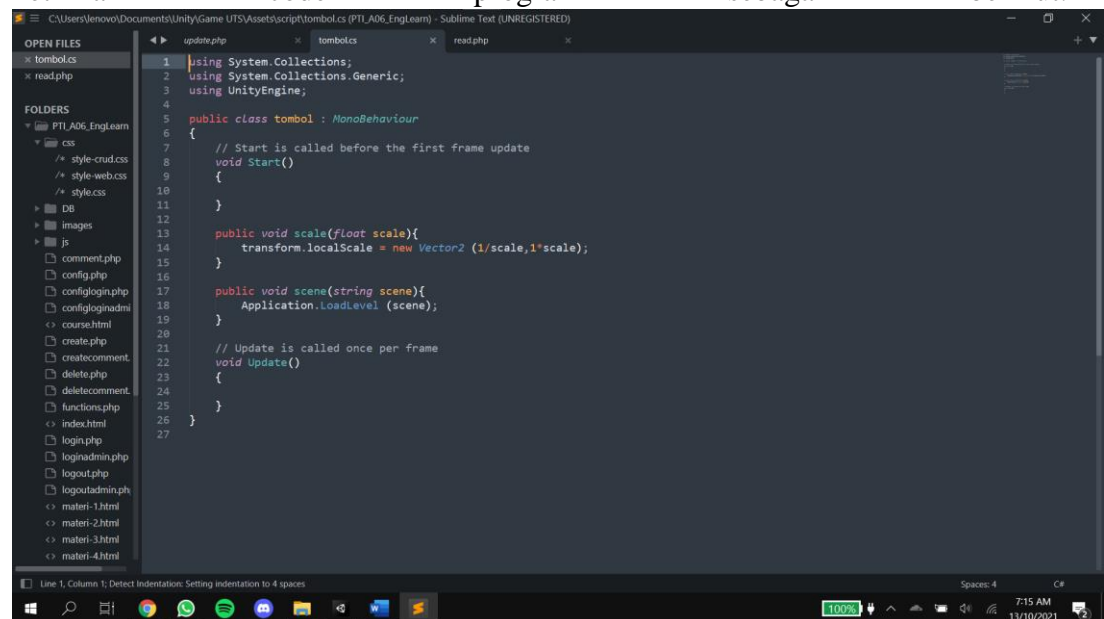 C:\Users\lenovo\Documents\Unity\Game UTS\Assets\script\tombol.cs (PTI_A06_EngLearn) - Sublime Text (UNREGISTERED)
OPEN FILES
tombol.cs
read.php
FOLDERS
PTI_A06_EngLearn
css
/* style-crud.css
/* style-web.css
/* style.css
DB
images
js
comment.php
config.php
configlogin.php
configloginadmi
<> course.html
create.php
createcomment.
delete.php
deletecomment.
functions.php
<> index.html
login.php
loginadmin.php
logout.php
logoutadmin.ph
<> materi-1.html
<> materi-2.html
<> materi-3.html
<> materi-4.html
update.php tombol.cs read.php
1 using System.Collections;
2 using System.Collections.Generic;
3 using UnityEngine;
4
5 public class tombol : MonoBehaviour
6 {
7 // Start is called before the first frame update
8 void Start()
9 {
10
11 }
12
13 public void scale(float scale){
14 transform.localScale = new Vector2 (1/scale,1*scale);
15 }
16
17 public void scene(string scene){
18 Application.LoadLevel (scene);
19 }
20
21 // Update is called once per frame
22 void Update()
23 {
24
25 }
26 }
27
Line 1, Column 1; Detect Indentation: Setting indentation to 4 spaces
Spaces: 4 C#
100% 7:15 AM
13/10/2021